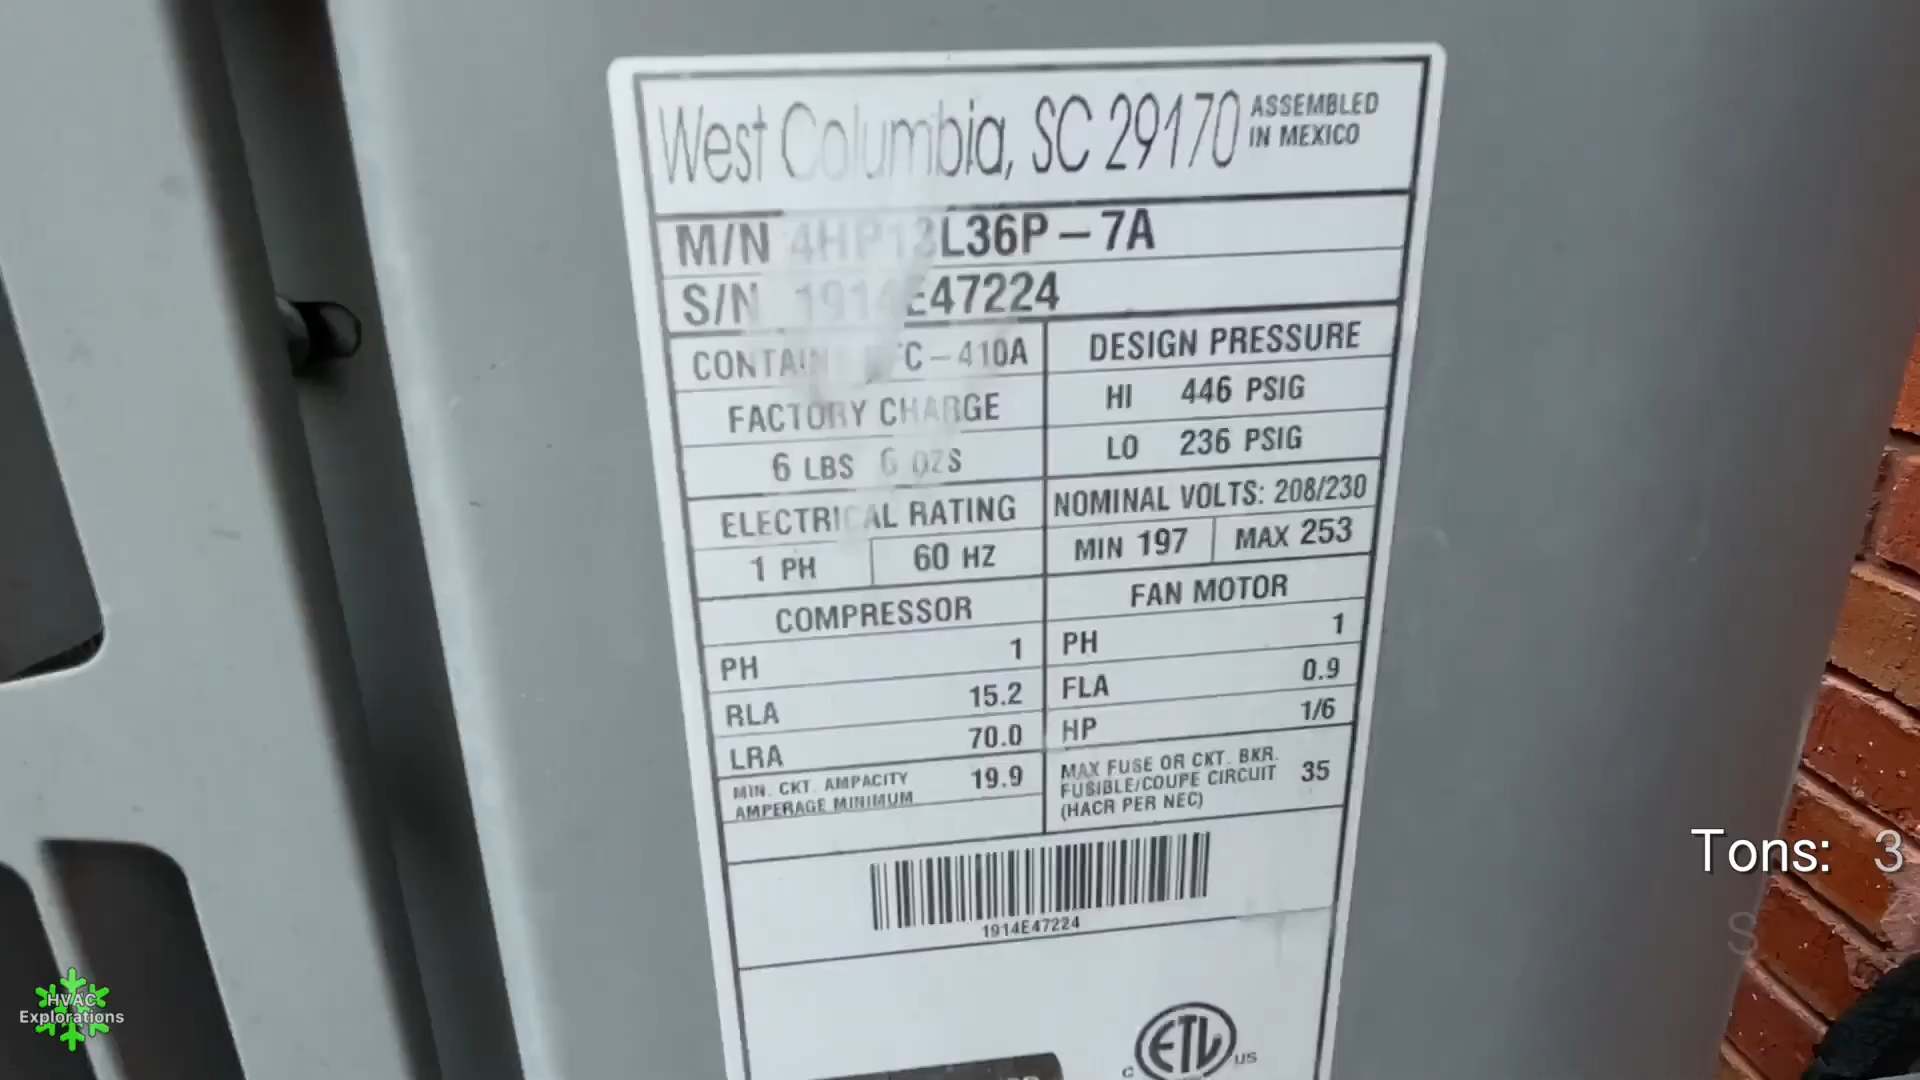 West Columbia, SC 29170 ASSEMBLED IN MEXICO
M/N 4HP13L36P-7A
S/N 1914E47224
CONTAIN FC-410A
DESIGN PRESSURE
FACTORY CHARGE
HI 446 PSIG
6 LBS 6 OZS
LO 236 PSIG
ELECTRICAL RATING
NOMINAL VOLTS: 208/230
1 PH 60 HZ
MIN 197 MAX 253
COMPRESSOR
FAN MOTOR
PH 1
PH 1
RLA 15.2
FLA 0.9
LRA 70.0
HP 1/6
MIN. CKT. AMPACITY
AMPERAGE MINIMUM 19.9
MAX FUSE OR CKT. BKR.
FUSIBLE/COUPE CIRCUIT 35
(HACR PER NEC)
1914E47224
C ETL US
Tons: 3
S
HVAC
Explorations